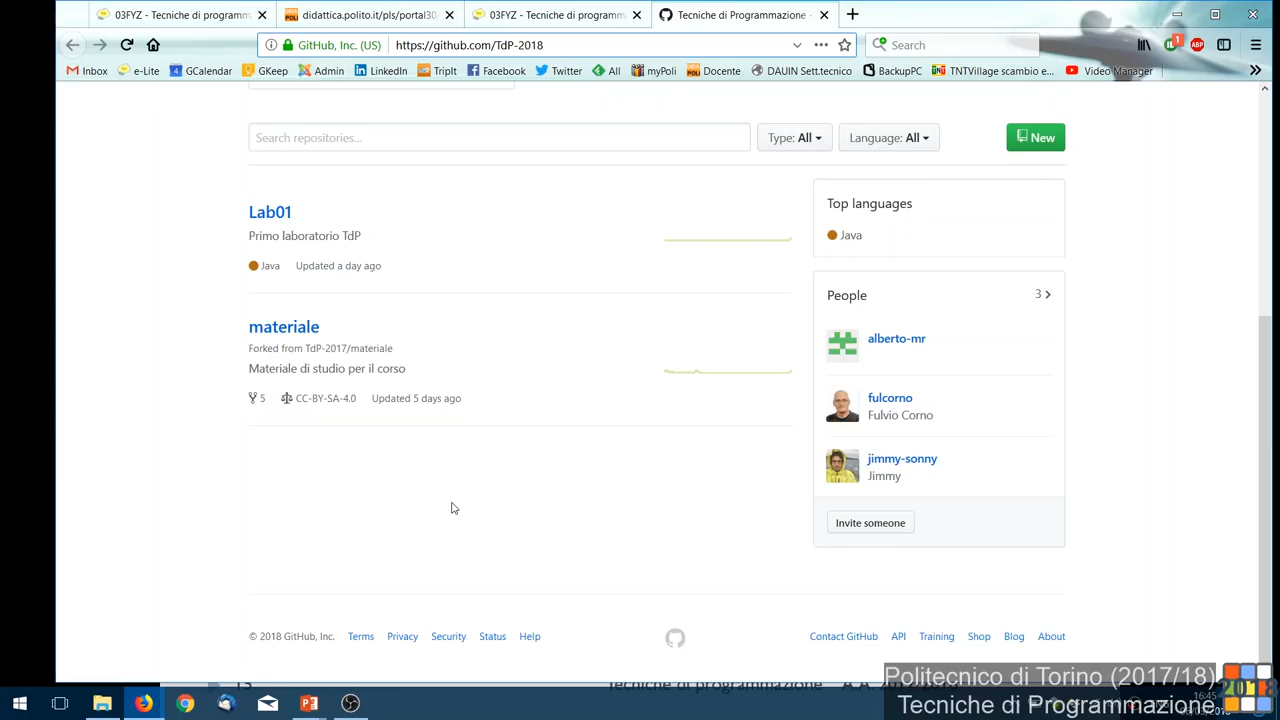 03FYZ - Tecniche di programm
didattica.polito.it/pls/portal30
03FYZ - Tecniche di programm
Tecniche di Programmazione
GitHub, Inc. (US)
https://github.com/TdP-2018
Search
1
Inbox
e-Lite
GCalendar
GKeep
Admin
LinkedIn
TripIt
Facebook
Twitter
All
myPoli
Docente
DAUIN Sett.tecnico
BackupPC
TNTVillage scambio e...
Video Manager
Search repositories...
Type: All
Language: All
New
Lab01
Primo laboratorio TdP
Java
Updated a day ago
materiale
Forked from TdP-2017/materiale
Materiale di studio per il corso
5
CC-BY-SA-4.0
Updated 5 days ago
Top languages
Java
People
3
alberto-mr
fulcorno
Fulvio Corno
jimmy-sonny
Jimmy
Invite someone
© 2018 GitHub, Inc.
Terms
Privacy
Security
Status
Help
Contact GitHub
API
Training
Shop
Blog
About
Politecnico di Torino (2017/18)
Tecniche di Programmazione
2018
16:45